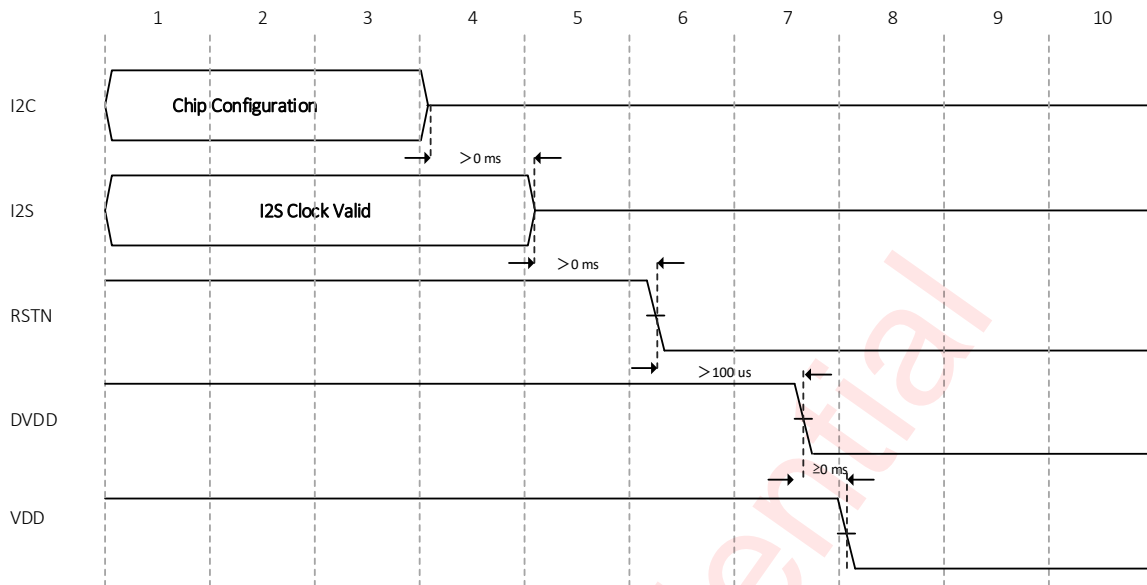 1 2 3 4 5 6 7 8 9 10
I2C
Chip Configuration
>0 ms
I2S
I2S Clock Valid
>0 ms
RSTN
>100 us
DVDD
≥0 ms
VDD
ential